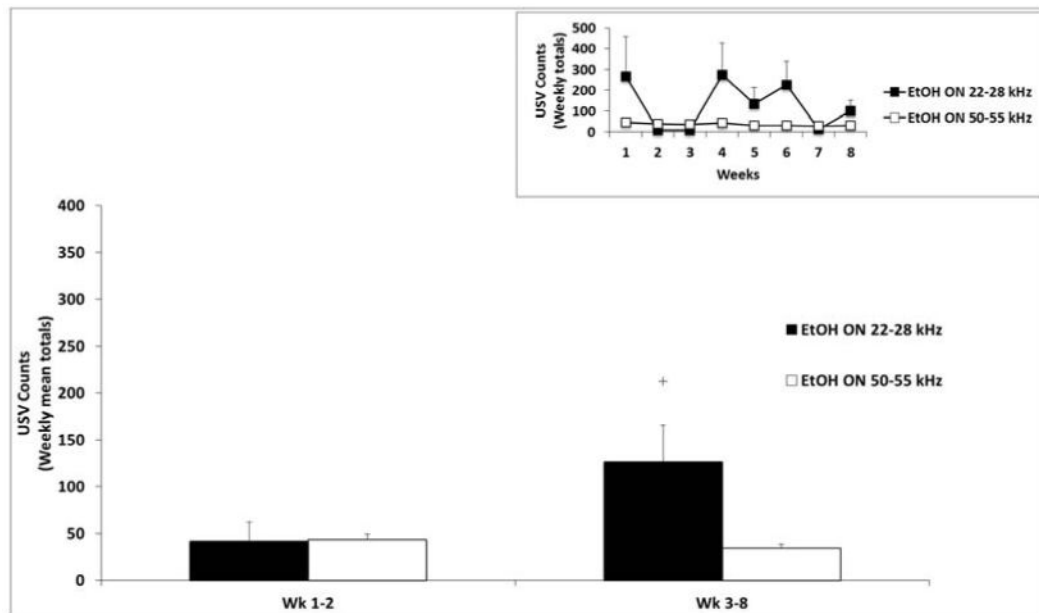 500
400
300
200
100
0
USV Counts
(Weekly totals)
1 2 3 4 5 6 7 8
Weeks
EtOH ON 22-28 kHz
EtOH ON 50-55 kHz
400
350
300
250
200
150
100
50
0
USV Counts
(Weekly mean totals)
+
EtOH ON 22-28 kHz
EtOH ON 50-55 kHz
Wk 1-2 Wk 3-8